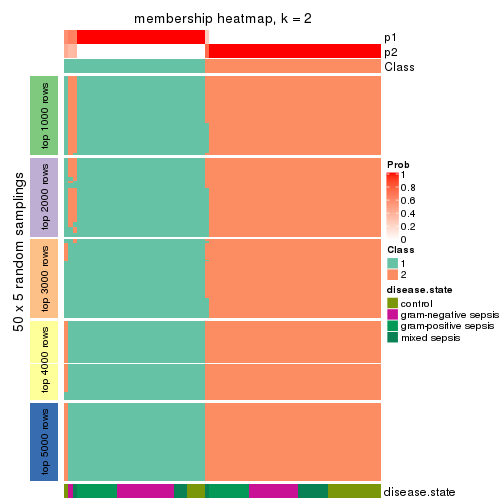 membership heatmap, k = 2
p1
p2
Class
50 x 5 random samplings
top 1000 rows
top 2000 rows
top 3000 rows
top 4000 rows
top 5000 rows
Prob
1
0.8
0.6
0.4
0.2
0
Class
1
2
disease.state
control
gram-negative sepsis
gram-positive sepsis
mixed sepsis
disease.state